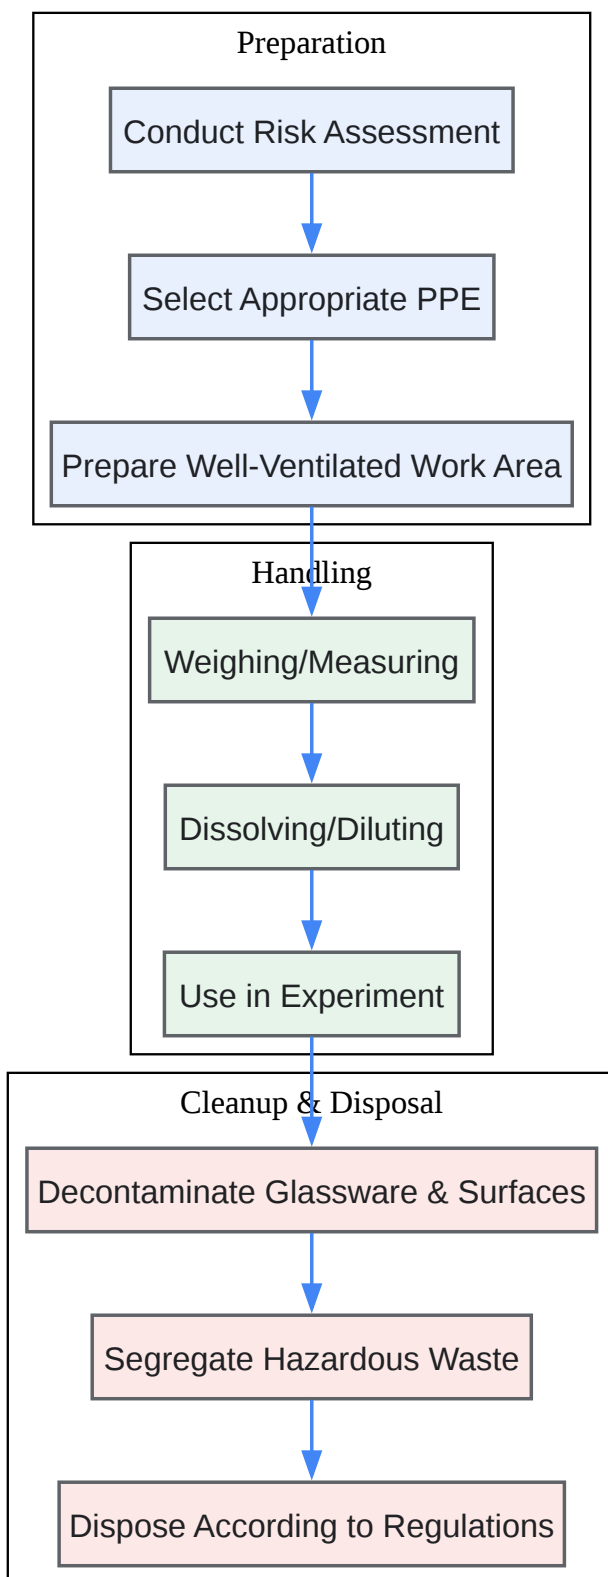 Preparation
Conduct Risk Assessment
Select Appropriate PPE
Prepare Well-Ventilated Work Area
Handling
Weighing/Measuring
Dissolving/Diluting
Use in Experiment
Cleanup & Disposal
Decontaminate Glassware & Surfaces
Segregate Hazardous Waste
Dispose According to Regulations